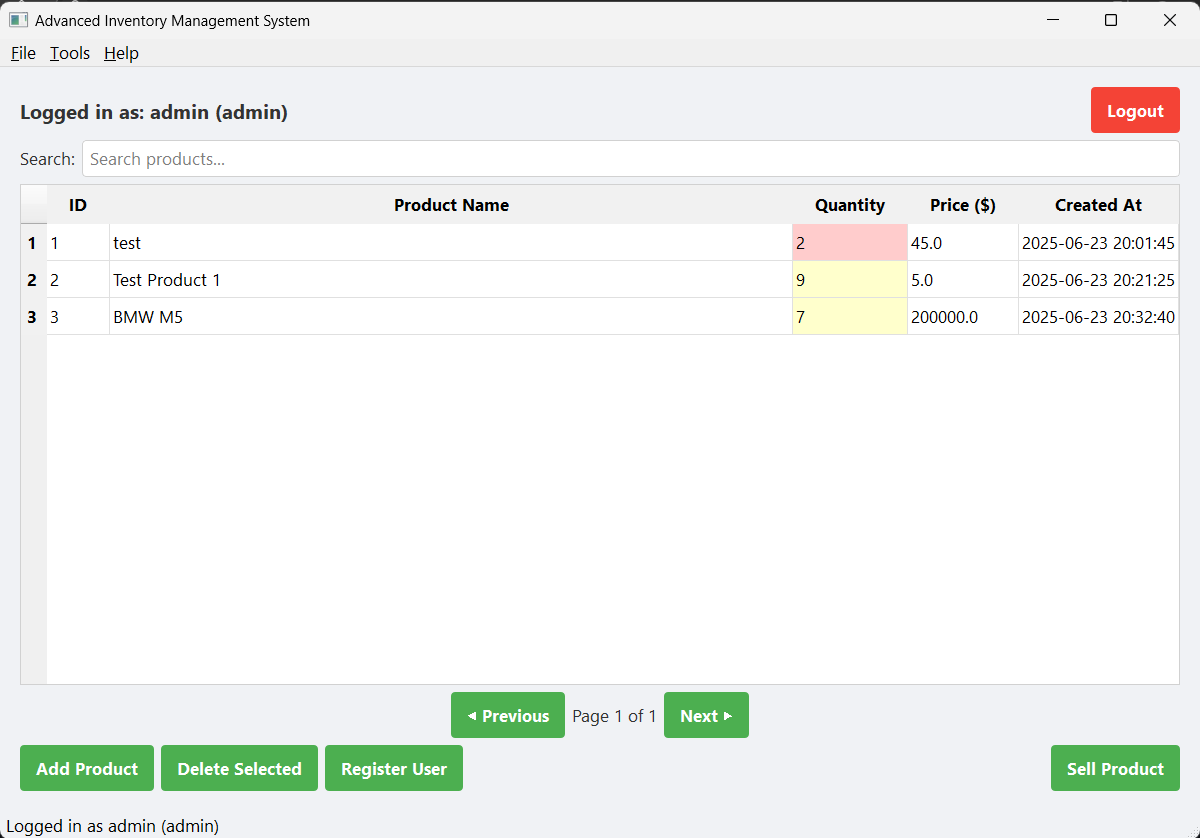 Advanced Inventory Management System
File Tools Help
Logged in as: admin (admin) Logout
Search: Search products...
ID Product Name Quantity Price ($) Created At
1 1 test 2 45.0 2025-06-23 20:01:45
2 2 Test Product 1 9 5.0 2025-06-23 20:21:25
3 3 BMW M5 7 200000.0 2025-06-23 20:32:40
Previous Page 1 of 1 Next
Add Product Delete Selected Register User Sell Product
Logged in as admin (admin)